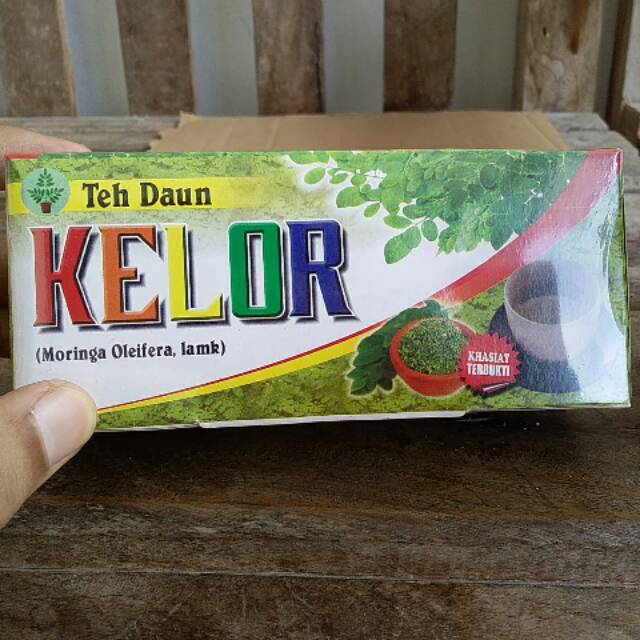 Teh Daun
KELOR
(Moringa Oleifera, lamk)
KHASIAT
TERBUKTI